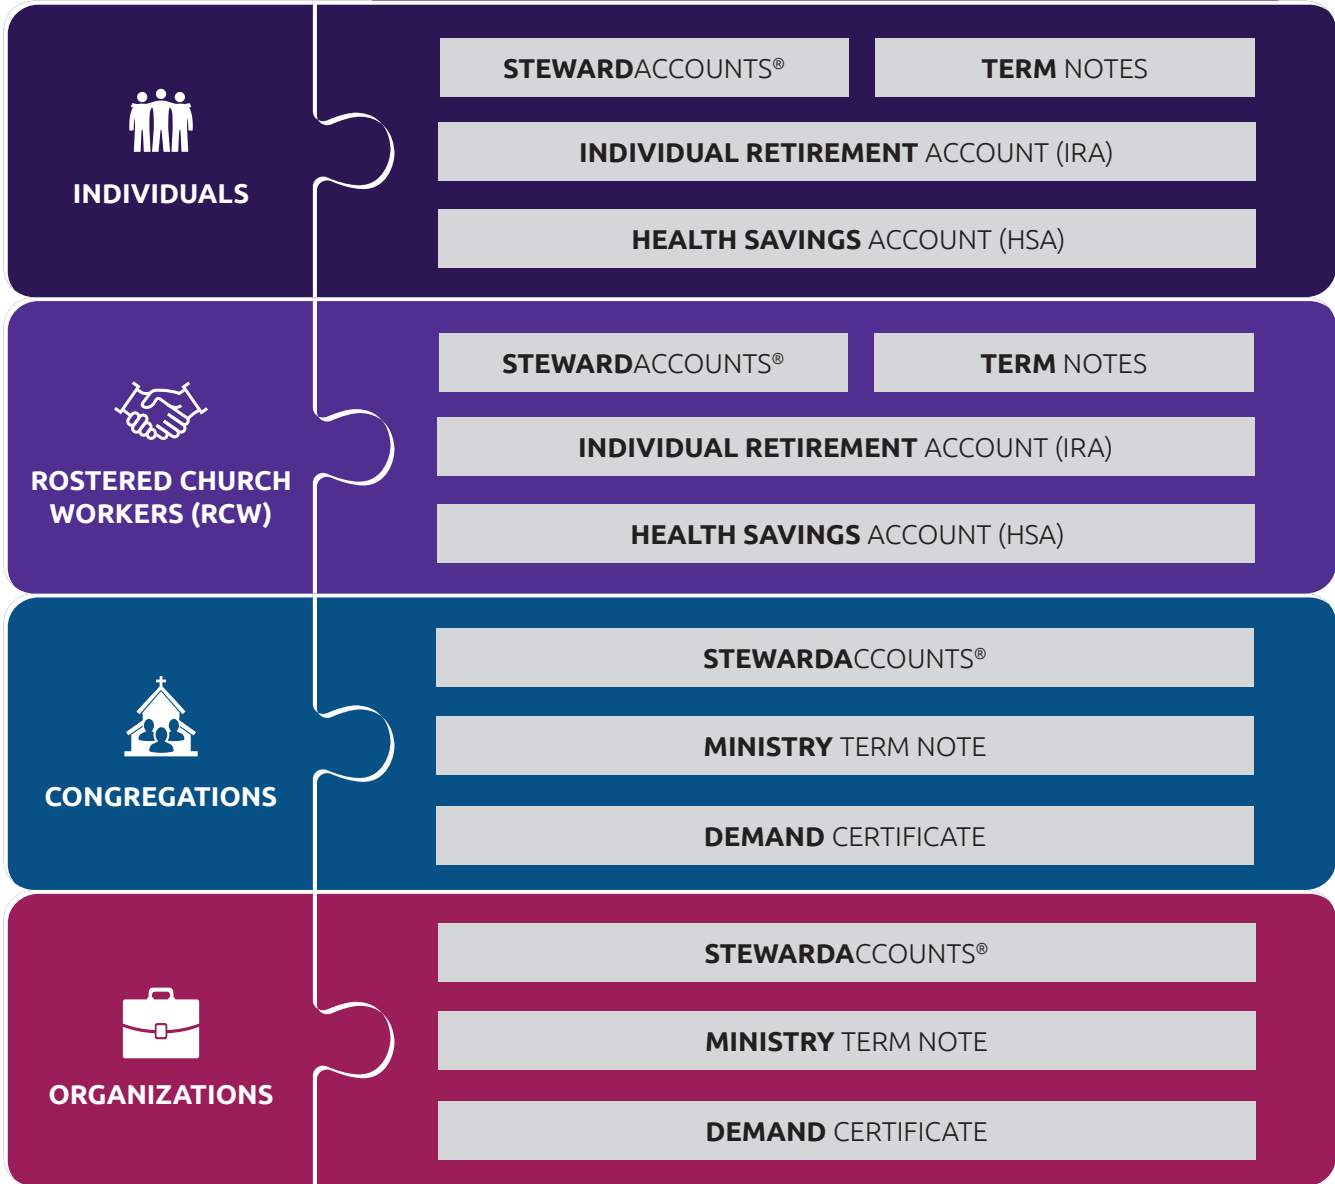 STEWARDACCOUNTS®
TERM NOTES
INDIVIDUAL RETIREMENT ACCOUNT (IRA)
HEALTH SAVINGS ACCOUNT (HSA)
INDIVIDUALS
STEWARDACCOUNTS®
TERM NOTES
INDIVIDUAL RETIREMENT ACCOUNT (IRA)
HEALTH SAVINGS ACCOUNT (HSA)
ROSTERED CHURCH
WORKERS (RCW)
STEWARDACCOUNTS®
MINISTRY TERM NOTE
DEMAND CERTIFICATE
CONGREGATIONS
STEWARDACCOUNTS®
MINISTRY TERM NOTE
DEMAND CERTIFICATE
ORGANIZATIONS